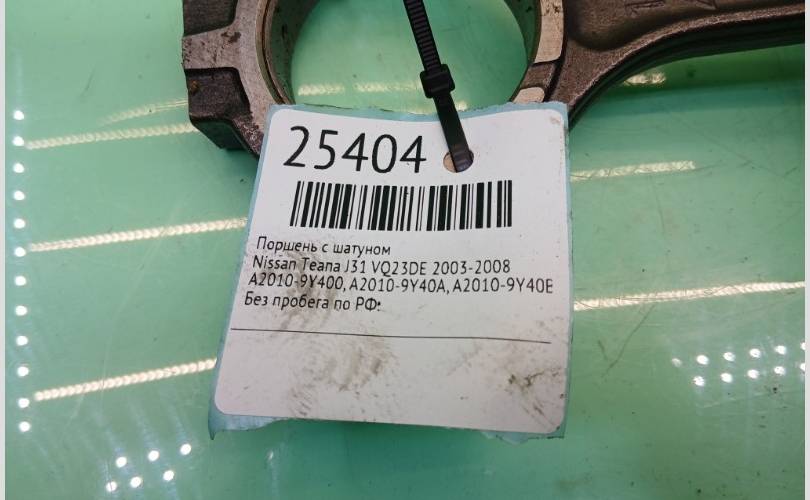 25404
Поршень с шатуном
Nissan Teana J31 VQ23DE 2003-2008
A2010-9Y400, A2010-9Y40A, A2010-9Y40E
Без пробега по РФ.